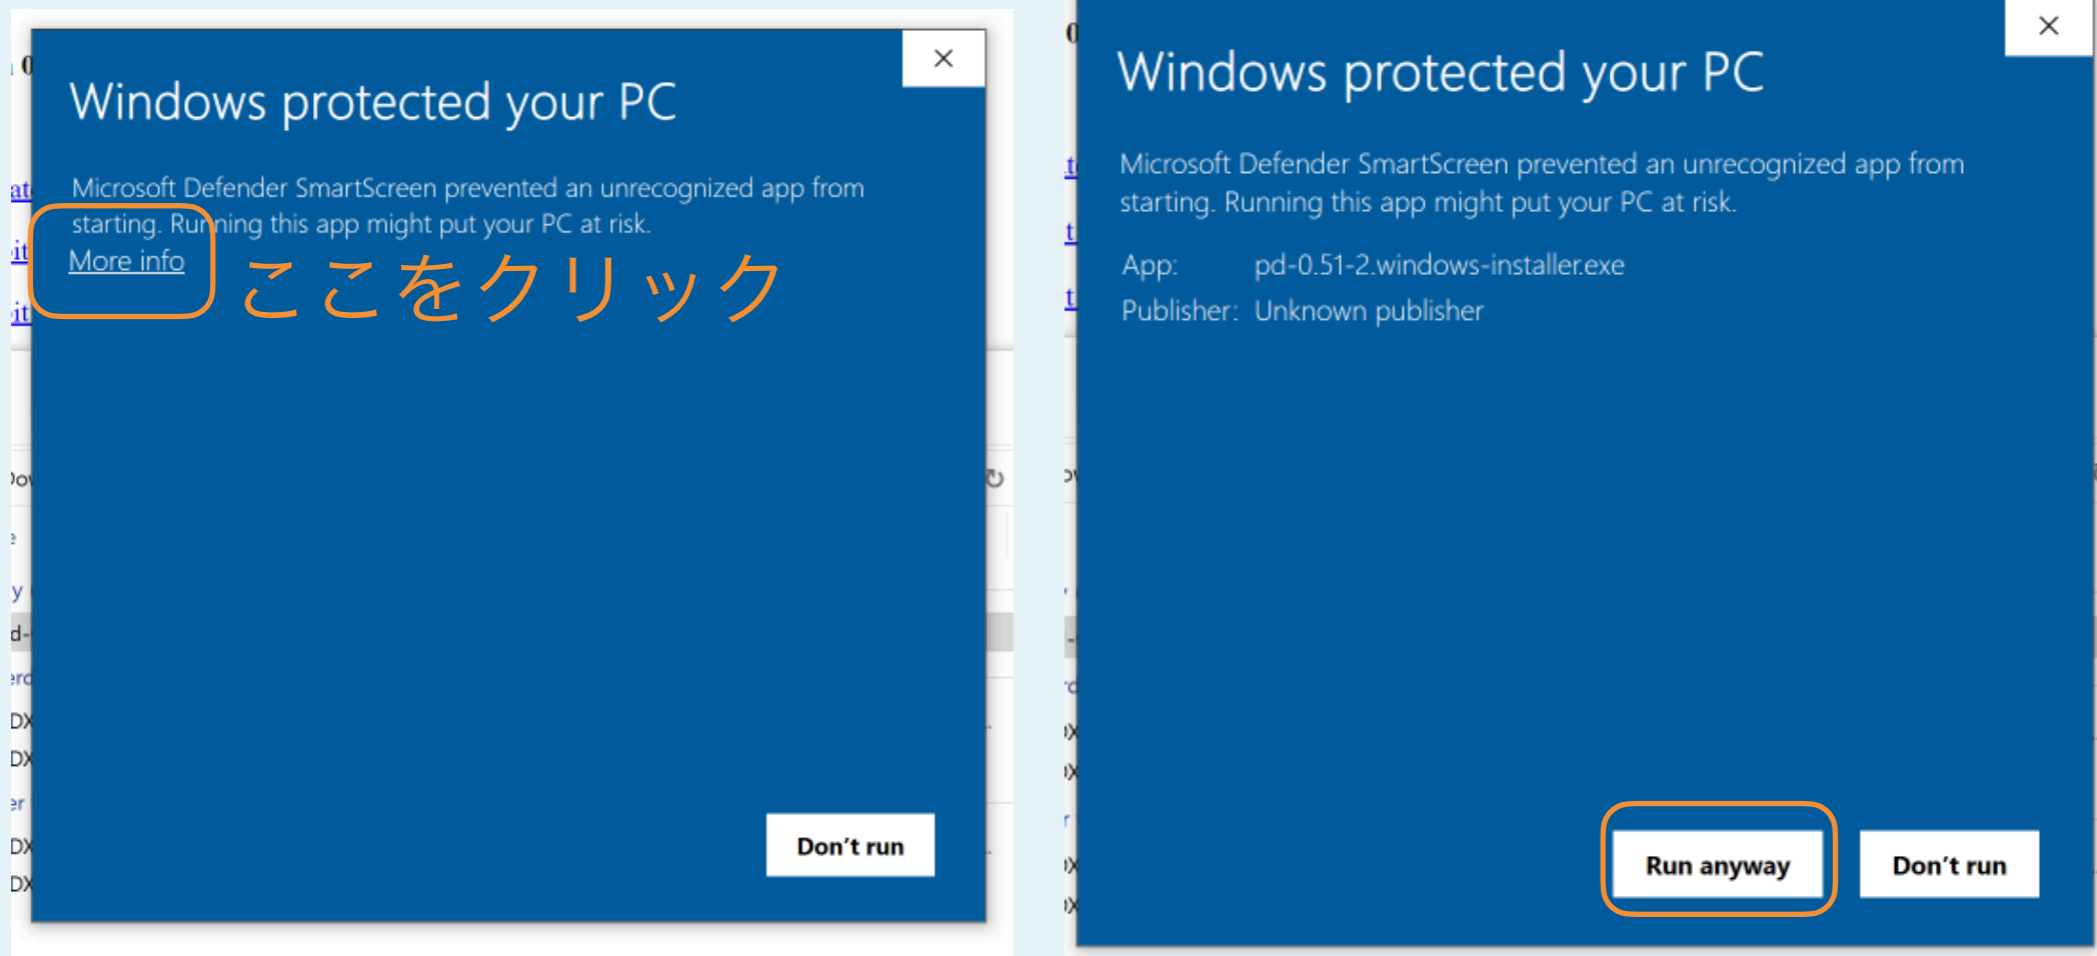 Windows protected your PC
Microsoft Defender SmartScreen prevented an unrecognized app from
starting. Running this app might put your PC at risk.
More info
ここをクリック
Don't run
Windows protected your PC
Microsoft Defender SmartScreen prevented an unrecognized app from
starting. Running this app might put your PC at risk.
App: pd-0.51-2.windows-installer.exe
Publisher: Unknown publisher
Run anyway
Don't run